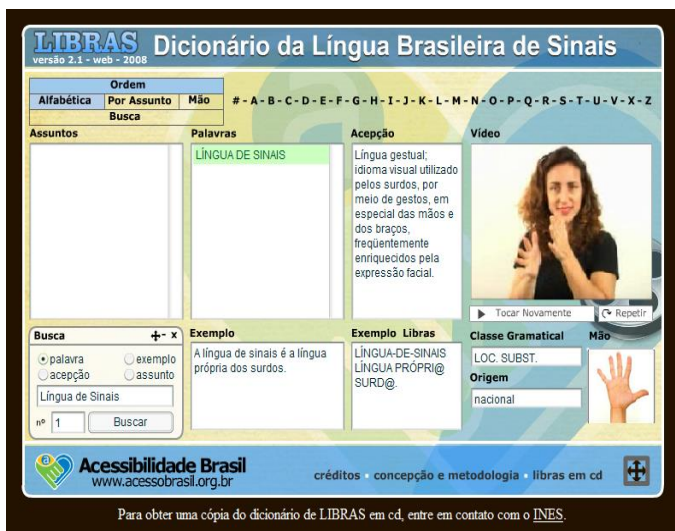 LIBRAS Dicionário da Língua Brasileira de Sinais
versão 2.1 - web - 2008
Ordem
Alfabética Por Assunto Mão
Busca
# - A - B - C - D - E - F - G - H - I - J - K - L - M - N - O - P - Q - R - S - T - U - V - X - Z
Assuntos
Palavras
LÍNGUA DE SINAIS
Acepção
Língua gestual;
idioma visual utilizado
pelos surdos, por
meio de gestos, em
especial das mãos e
dos braços,
freqüentemente
enriquecidos pela
expressão facial.
Vídeo
Tocar Novamente
Repetir
Busca - x
palavra exemplo
acepção assunto
Língua de Sinais
nº 1 Buscar
Exemplo
A língua de sinais é a língua
própria dos surdos.
Exemplo Libras
LÍNGUA-DE-SINAIS
LÍNGUA PRÓPRI@
SURD@.
Classe Gramatical
LOC. SUBST.
Origem
nacional
Mão
a
Acessibilidade Brasil
www.acessobrasil.org.br
créditos • concepção e metodologia • libras em cd
Para obter uma cópia do dicionário de LIBRAS em cd, entre em contato com o INES.